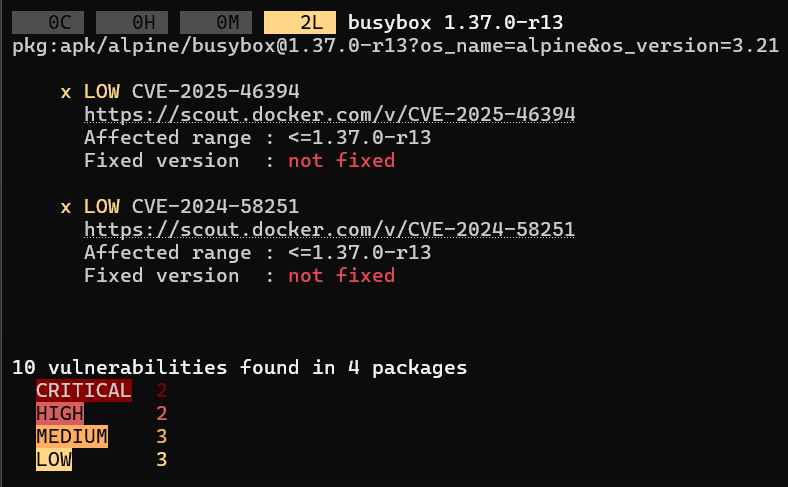 0C 0H 0M 2L busybox 1.37.0-r13
pkg:apk/alpine/busybox@1.37.0-r13?os_name=alpine&os_version=3.21
x LOW CVE-2025-46394
https://scout.docker.com/v/CVE-2025-46394
Affected range : <=1.37.0-r13
Fixed version : not fixed
x LOW CVE-2024-58251
https://scout.docker.com/v/CVE-2024-58251
Affected range : <=1.37.0-r13
Fixed version : not fixed
10 vulnerabilities found in 4 packages
CRITICAL 2
HIGH 2
MEDIUM 3
LOW 3